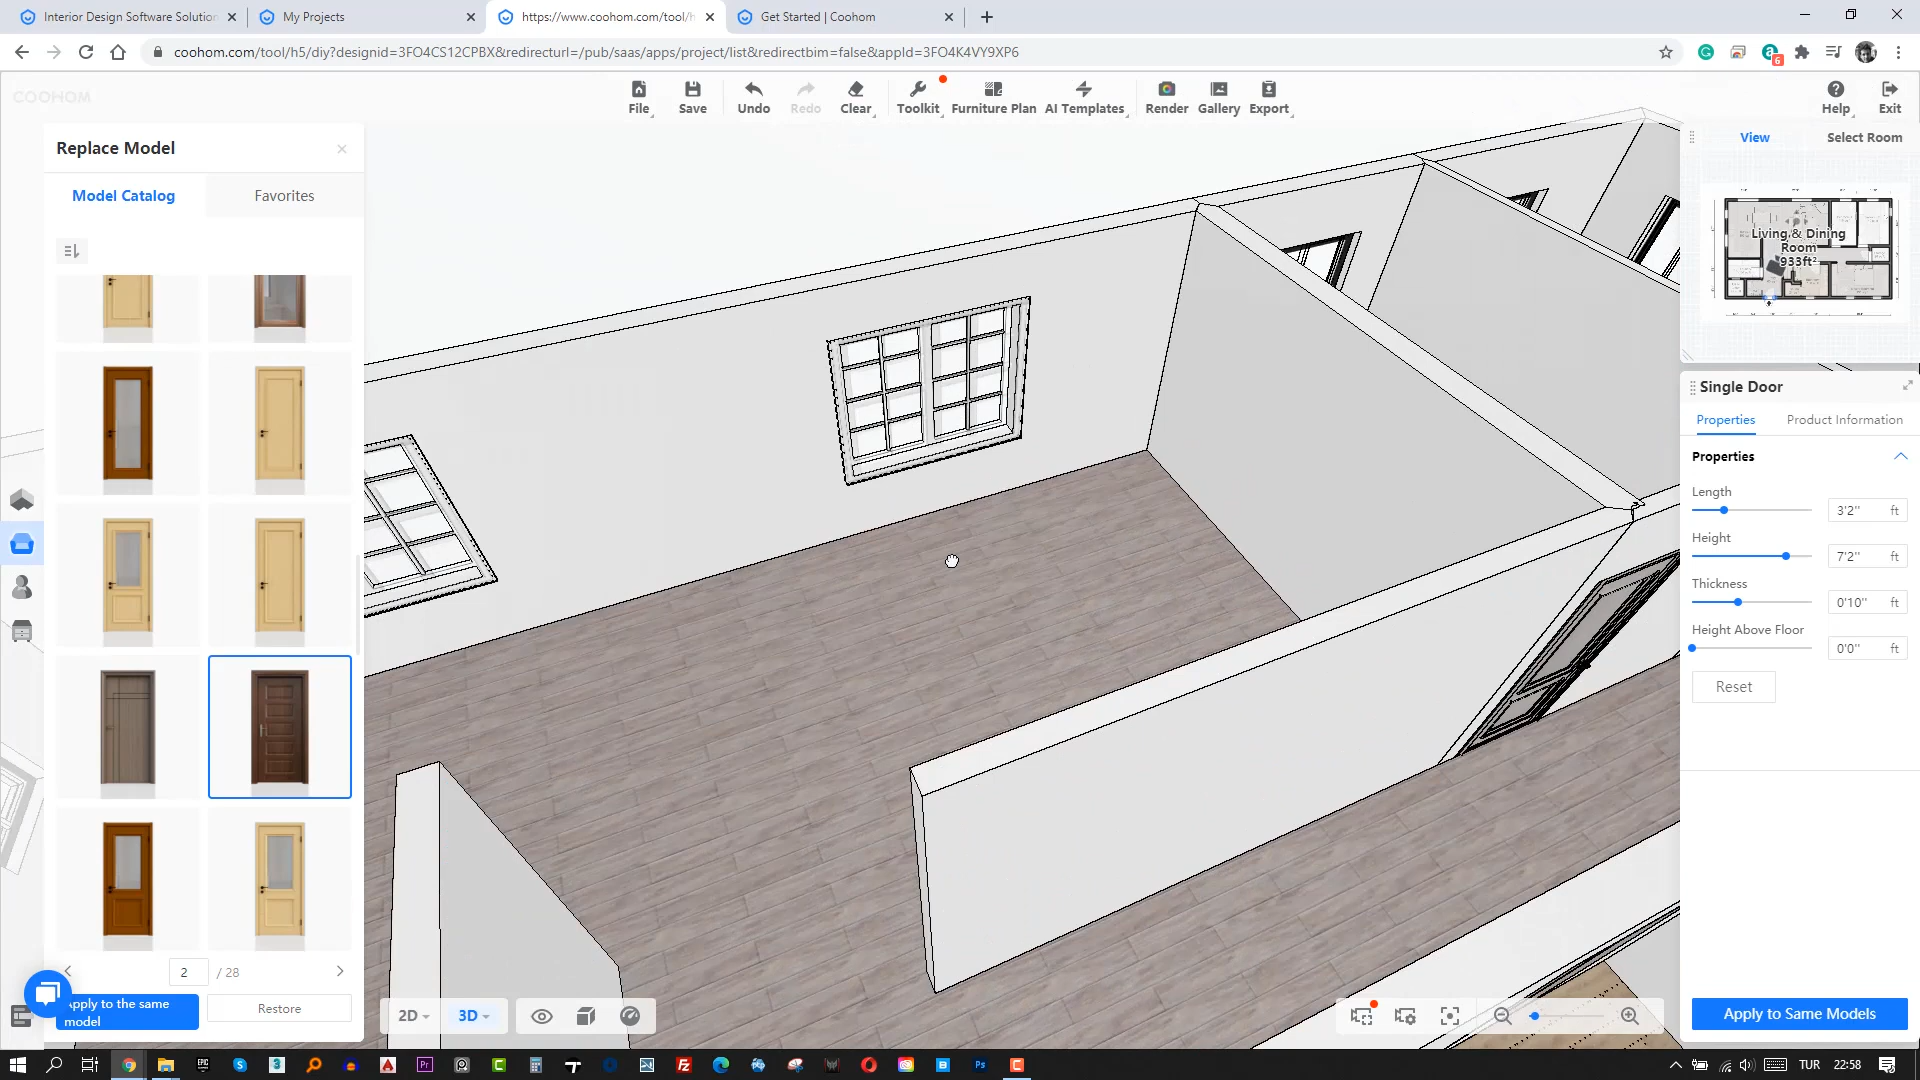 Interior Design Software Solution
My Projects
https://www.coohom.com/tool/h
Get Started | Coohom
coohom.com/tool/h5/diy?designid=3FO4CS12CPBX&redirecturl=/pub/saas/apps/project/list&redirectbim=false&appId=3FO4K4VY9XP6
6
COOHOM
File
Save
Undo
Redo
Clear
Toolkit
Furniture Plan
AI Templates
Render
Gallery
Export
Help
Exit
Replace Model
Model Catalog
Favorites
2
/ 28
Apply to the same
model
Restore
2D
3D
View
Select Room
Living & Dining
Room
933ft²
Single Door
Properties
Product Information
Properties
Length
3'2"
ft
Height
7'2"
ft
Thickness
0'10"
ft
Height Above Floor
0'0"
ft
Reset
Apply to Same Models
TUR
22:58